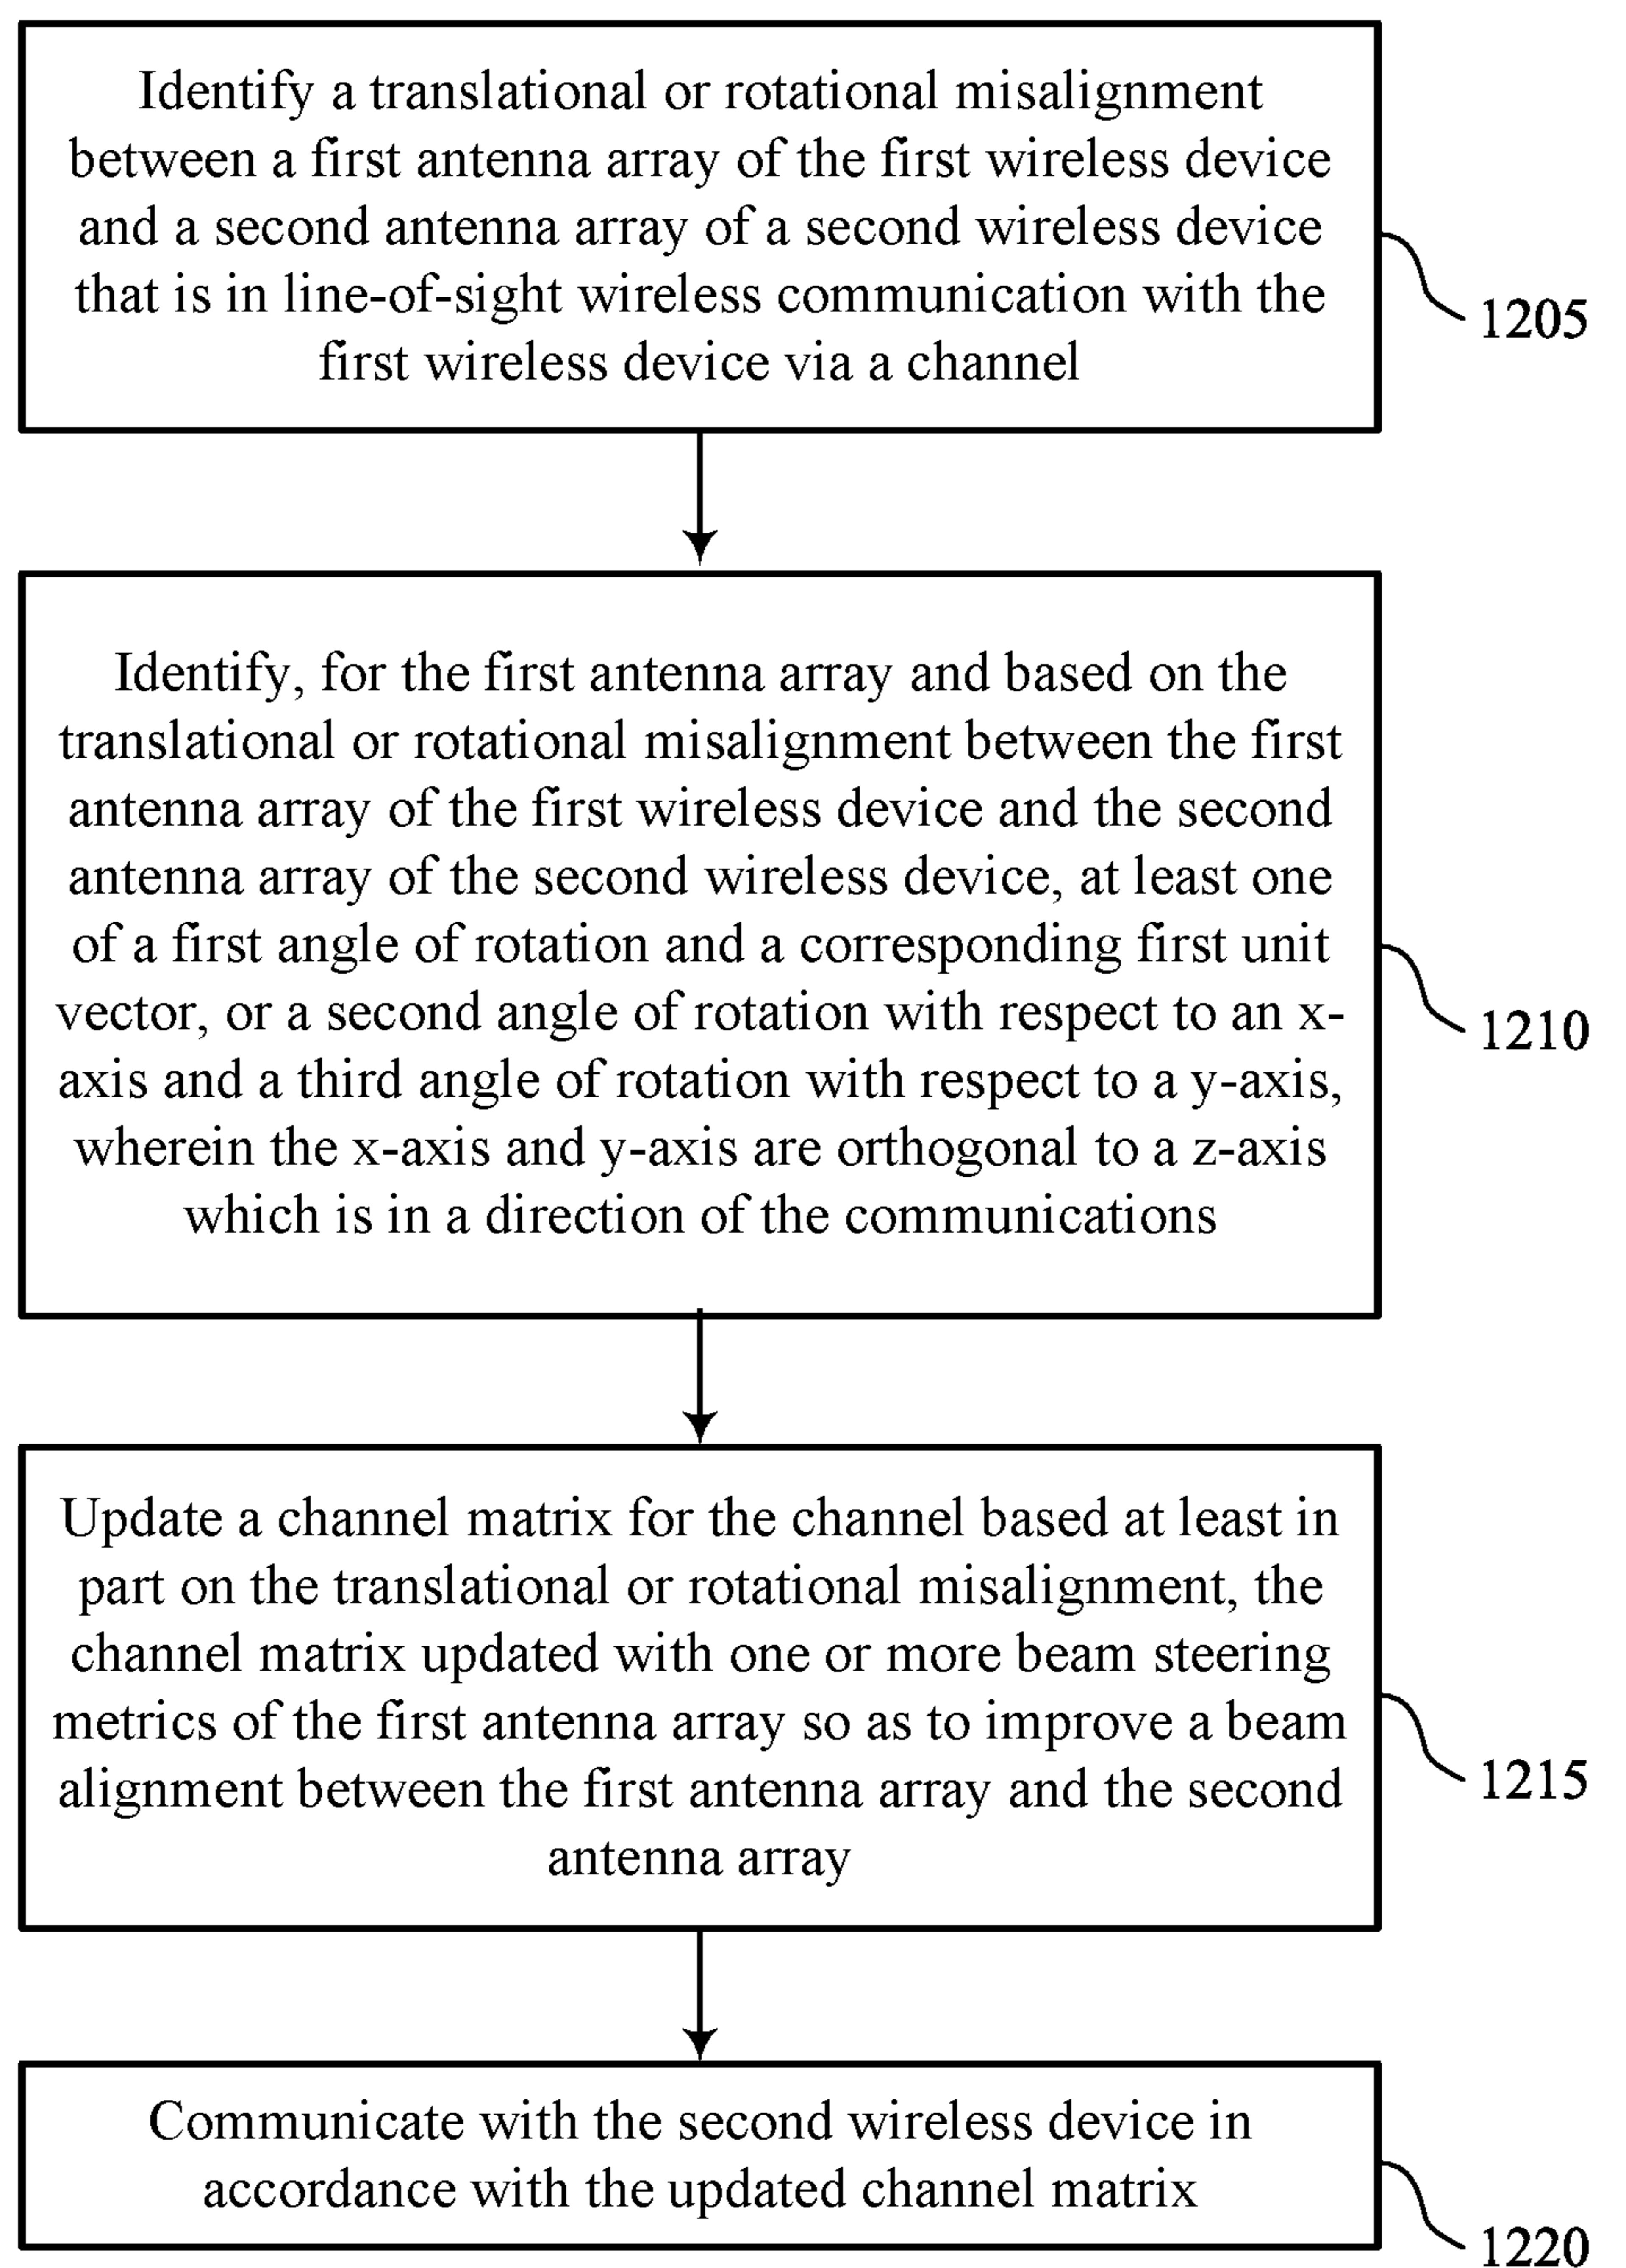 Identify a translational or rotational misalignment
between a first antenna array of the first wireless device
and a second antenna array of a second wireless device
that is in line-of-sight wireless communication with the
first wireless device via a channel
1205
Identify, for the first antenna array and based on the
translational or rotational misalignment between the first
antenna array of the first wireless device and the second
antenna array of the second wireless device, at least one
of a first angle of rotation and a corresponding first unit
vector, or a second angle of rotation with respect to an x-
axis and a third angle of rotation with respect to a y-axis,
wherein the x-axis and y-axis are orthogonal to a z-axis
which is in a direction of the communications
1210
Update a channel matrix for the channel based at least in
part on the translational or rotational misalignment, the
channel matrix updated with one or more beam steering
metrics of the first antenna array so as to improve a beam
alignment between the first antenna array and the second
antenna array
1215
Communicate with the second wireless device in
accordance with the updated channel matrix
1220